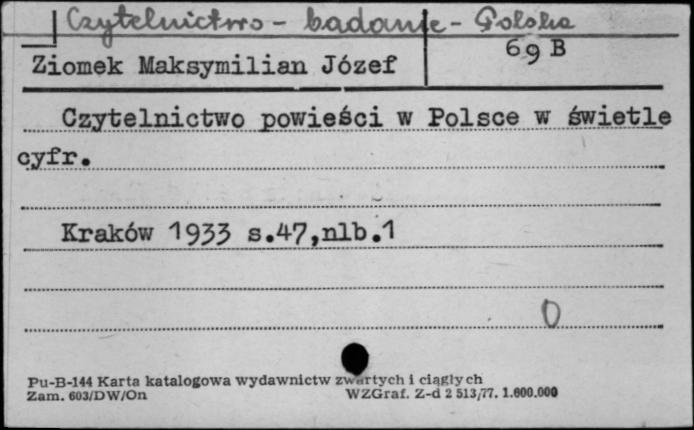 Czytelnictwo - badanie - Polska
Ziomek Maksymilian Józef
69 B
Czytelnictwo powieści w Polsce w świetle
cyfr.
Kraków 1933 s.47,nlb.1
0
Pu-B-144 Karta katalogowa wydawnictw zwartych i ciągłych
Zam. 603/DW/On WZGraf. Z-d 2 513/77. 1.600.000